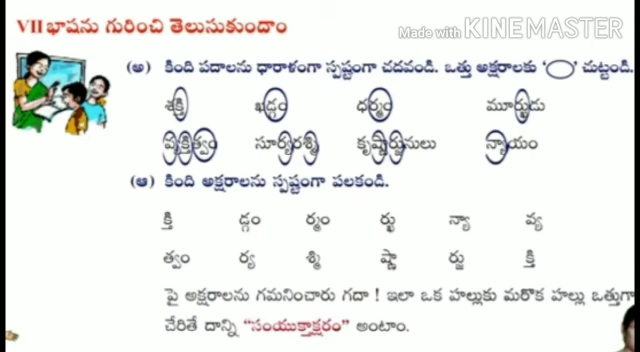 Made with KINEMASTER
VII భాషను గురించి తెలుసుకుందాం
(అ) కింది పదాలను ధారాళంగా స్పష్టంగా చదవండి. ఒత్తు అక్షరాలకు ‘ ’ చుట్టండి.
శక్తి ఖడ్గం ధర్మం మూర్ఖుడు
వ్యక్తిత్వం సూర్యరశ్మి కృష్ణార్జునులు న్యాయం
(ఆ) కింది అక్షరాలను స్పష్టంగా పలకండి.
క్తి డ్గం ర్మం ర్ఖు న్యా వ్య
త్వం ర్య శ్మి ష్ణా ర్జు క్తి
పై అక్షరాలను గమనించారు గదా ! ఇలా ఒక హల్లుకు మరొక హల్లు ఒత్తుగా
చేరితే దాన్ని “సంయుక్తాక్షరం” అంటాం.